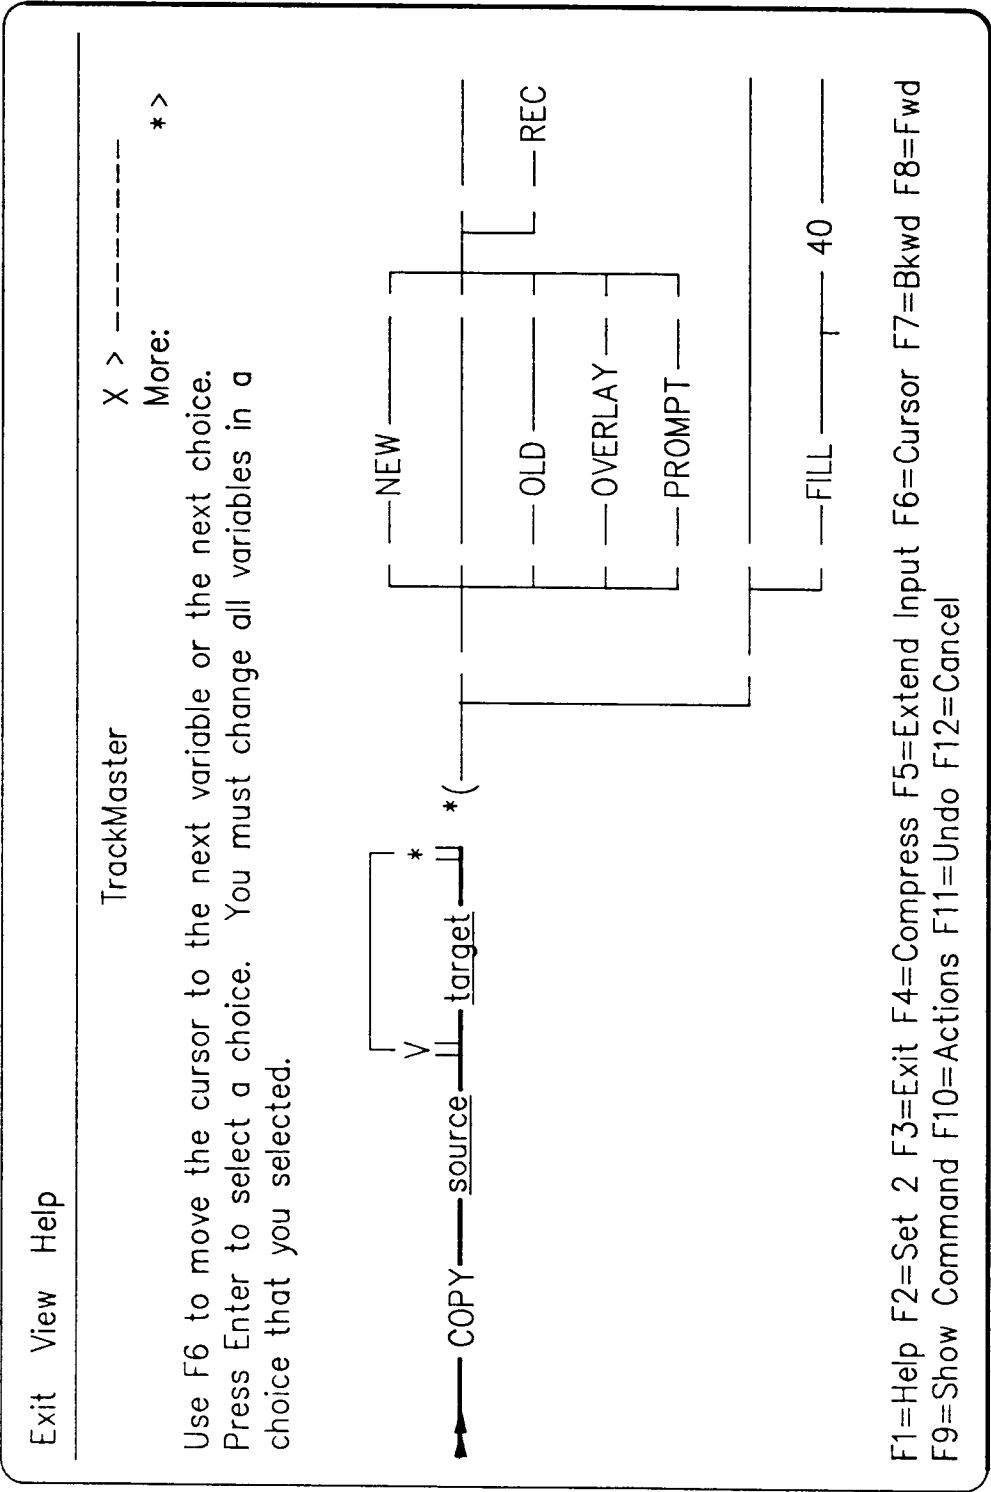 Exit View Help
TrackMaster
X > ---------
More: * >
Use F6 to move the cursor to the next variable or the next choice.
Press Enter to select a choice. You must change all variables in a
choice that you selected.
NEW
V *
COPY source target *(
REC
OLD
OVERLAY
PROMPT
FILL 40
F1=Help F2=Set 2 F3=Exit F4=Compress F5=Extend Input F6=Cursor F7=Bkwd F8=Fwd
F9=Show Command F10=Actions F11=Undo F12=Cancel